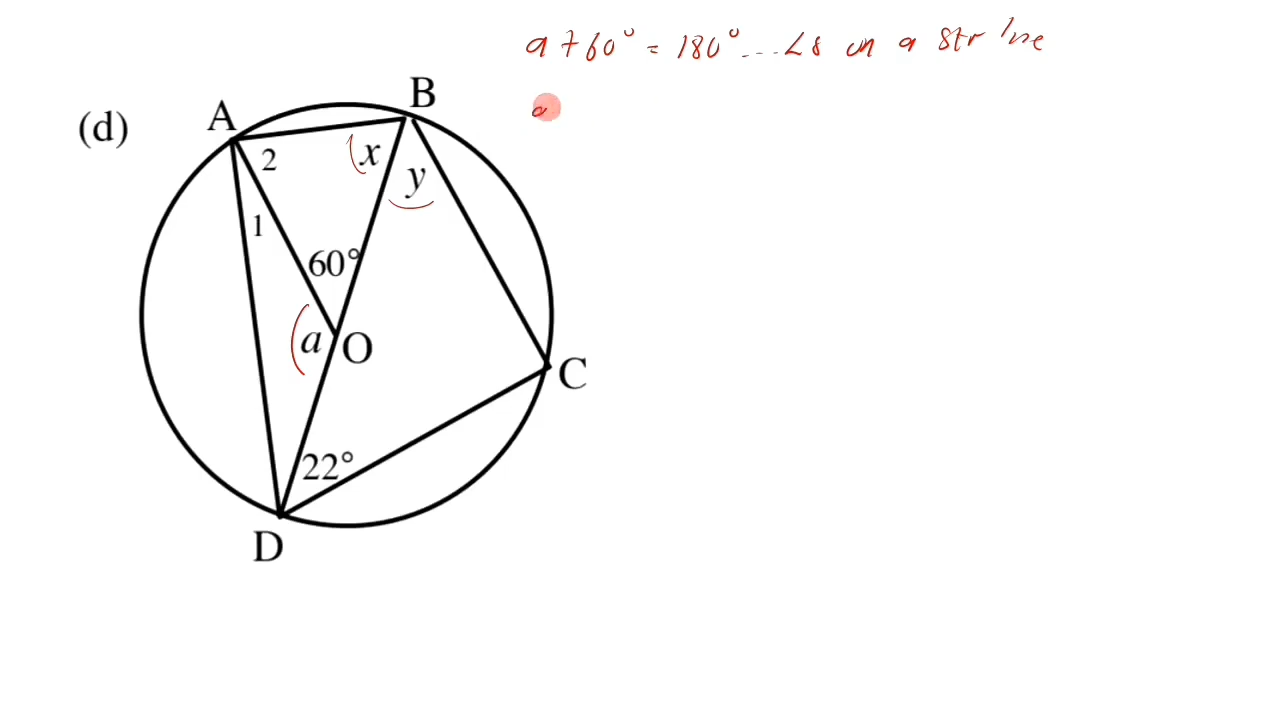 a + 60° = 180° ... ∠s on a str line
a
(d)
A
B
2
x
y
1
60°
a
O
C
22°
D